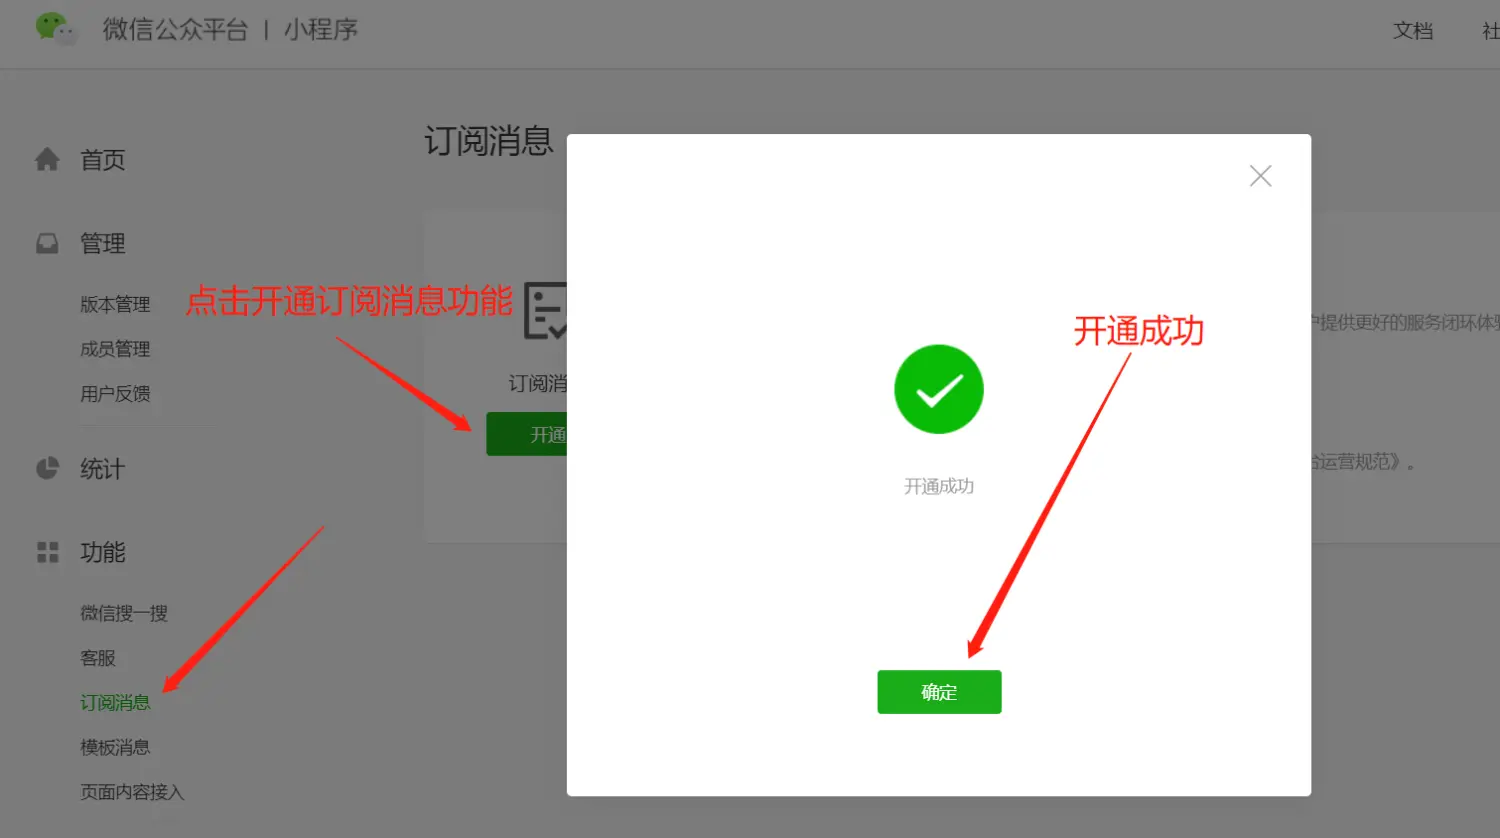 微信公众平台 | 小程序
文档
首页
管理
版本管理
成员管理
用户反馈
统计
功能
微信搜一搜
客服
订阅消息
模板消息
页面内容接入
订阅消息
点击开通订阅消息功能
订阅消
开通
提供更好的服务闭环体
运营规范》。
开通成功
开通成功
确定